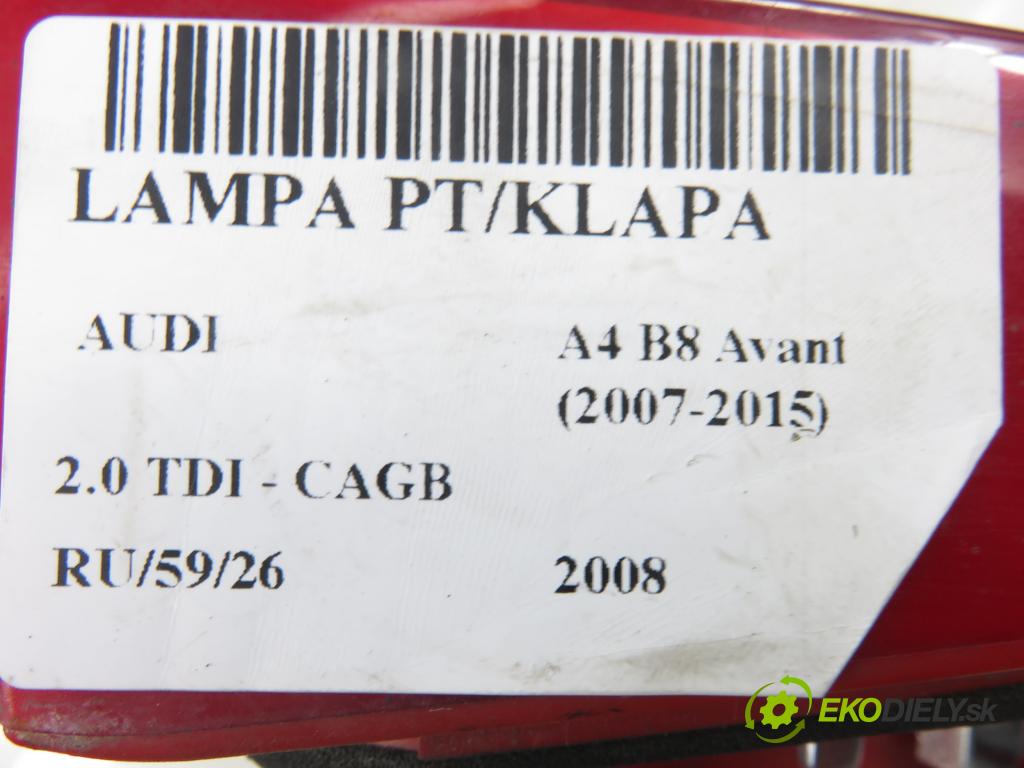 LAMPA PT/KLAPA
AUDI
A4 B8 Avant
(2007-2015)
2.0 TDI - CAGB
RU/59/26
2008
EKODIELY.sk